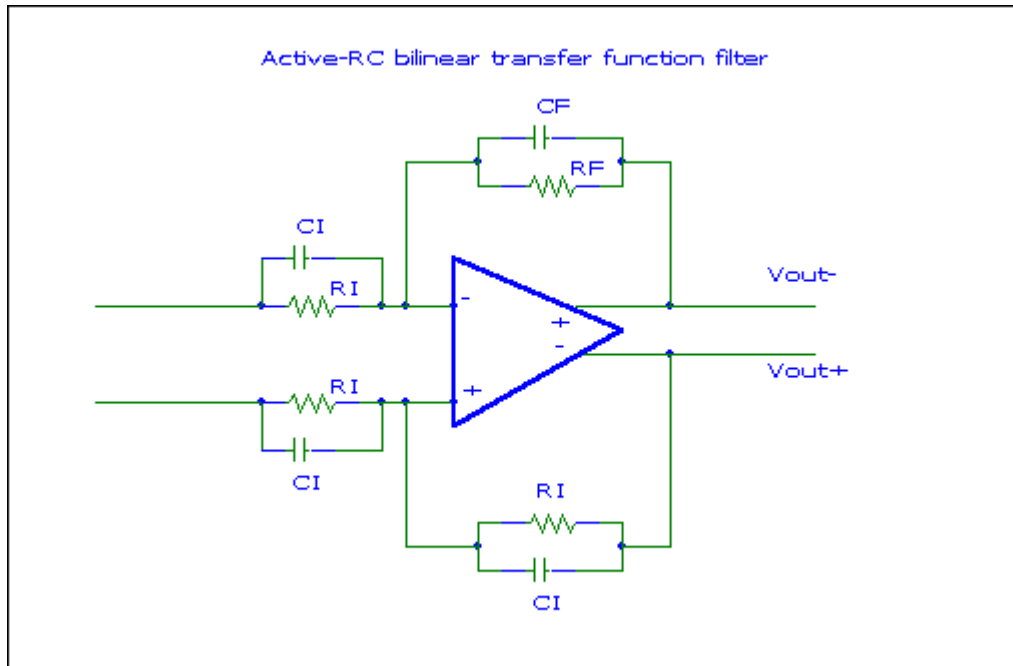 Active-RC bilinear transfer function filter
CF
RF
CI
RI
-
+
-
+
Vout-
Vout+
RI
CI
RI
CI